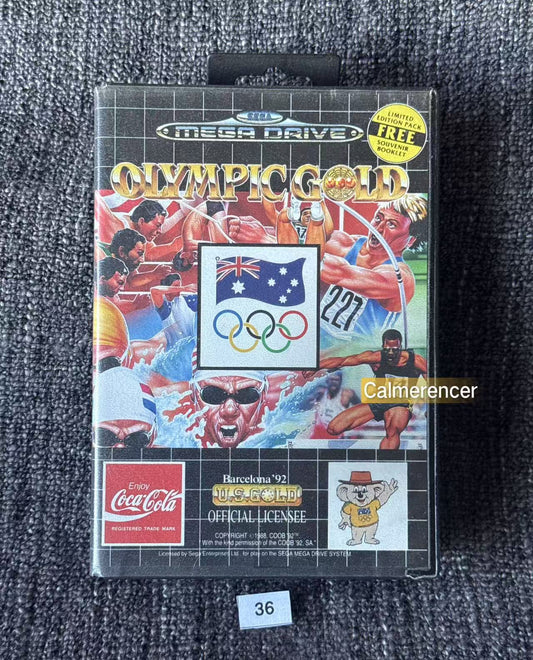 SEGA
MEGA DRIVE
LIMITED
EDITION PACK
FREE
SOUVENIR
BOOKLET
OLYMPIC GOLD
227
Calmerencer
Enjoy
Coca-Cola
REGISTERED TRADE MARK
Barcelona '92
U.S. GOLD
OFFICIAL LICENSEE
COPYRIGHT © 1988, COOB '92™
With the kind permission of the COOB '92, SA.
Licensed by Sega Enterprises Ltd. for play on the SEGA MEGA DRIVE SYSTEM.
36